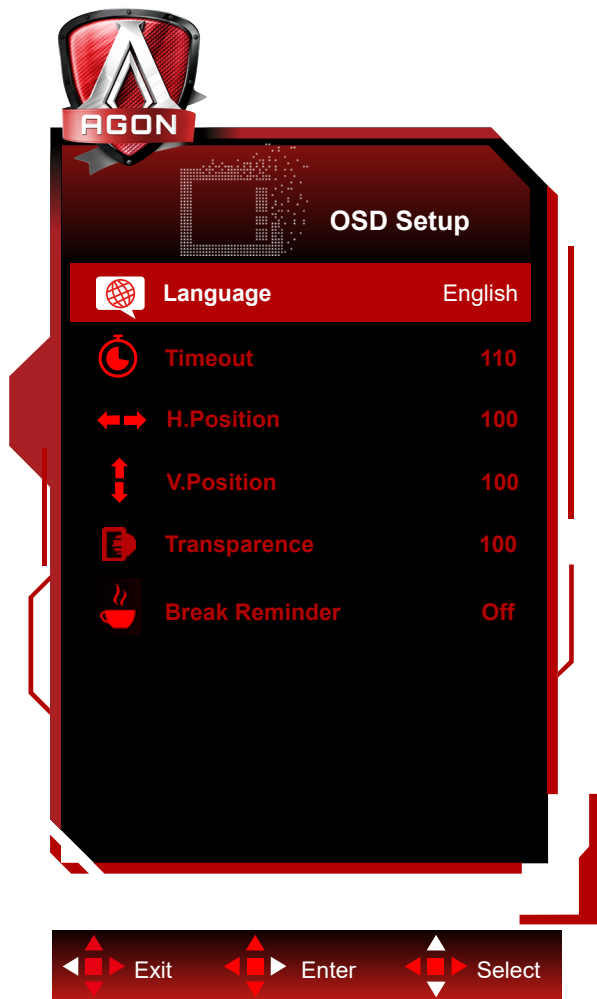 AGON
OSD Setup
Language English
Timeout 110
H.Position 100
V.Position 100
Transparence 100
Break Reminder Off
Exit Enter Select